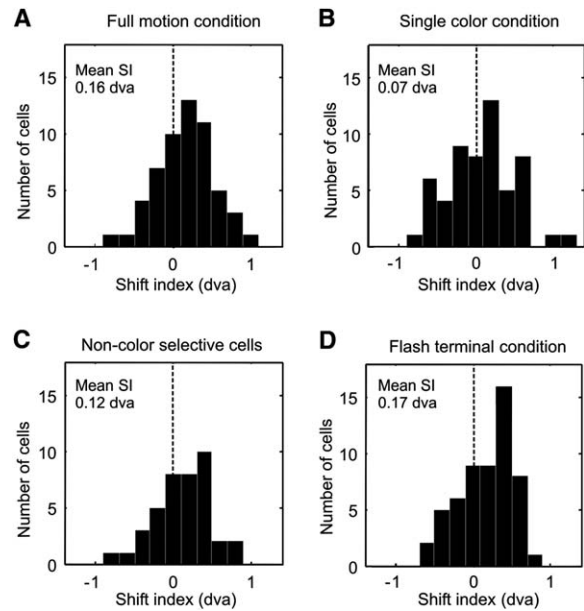 A Full motion condition
Mean SI
0.16 dva
Number of cells
15
10
5
0
-1 0 1
Shift index (dva)
B Single color condition
Mean SI
0.07 dva
Number of cells
15
10
5
0
-1 0 1
Shift index (dva)
C Non-color selective cells
Mean SI
0.12 dva
Number of cells
15
10
5
0
-1 0 1
Shift index (dva)
D Flash terminal condition
Mean SI
0.17 dva
Number of cells
15
10
5
0
-1 0 1
Shift index (dva)